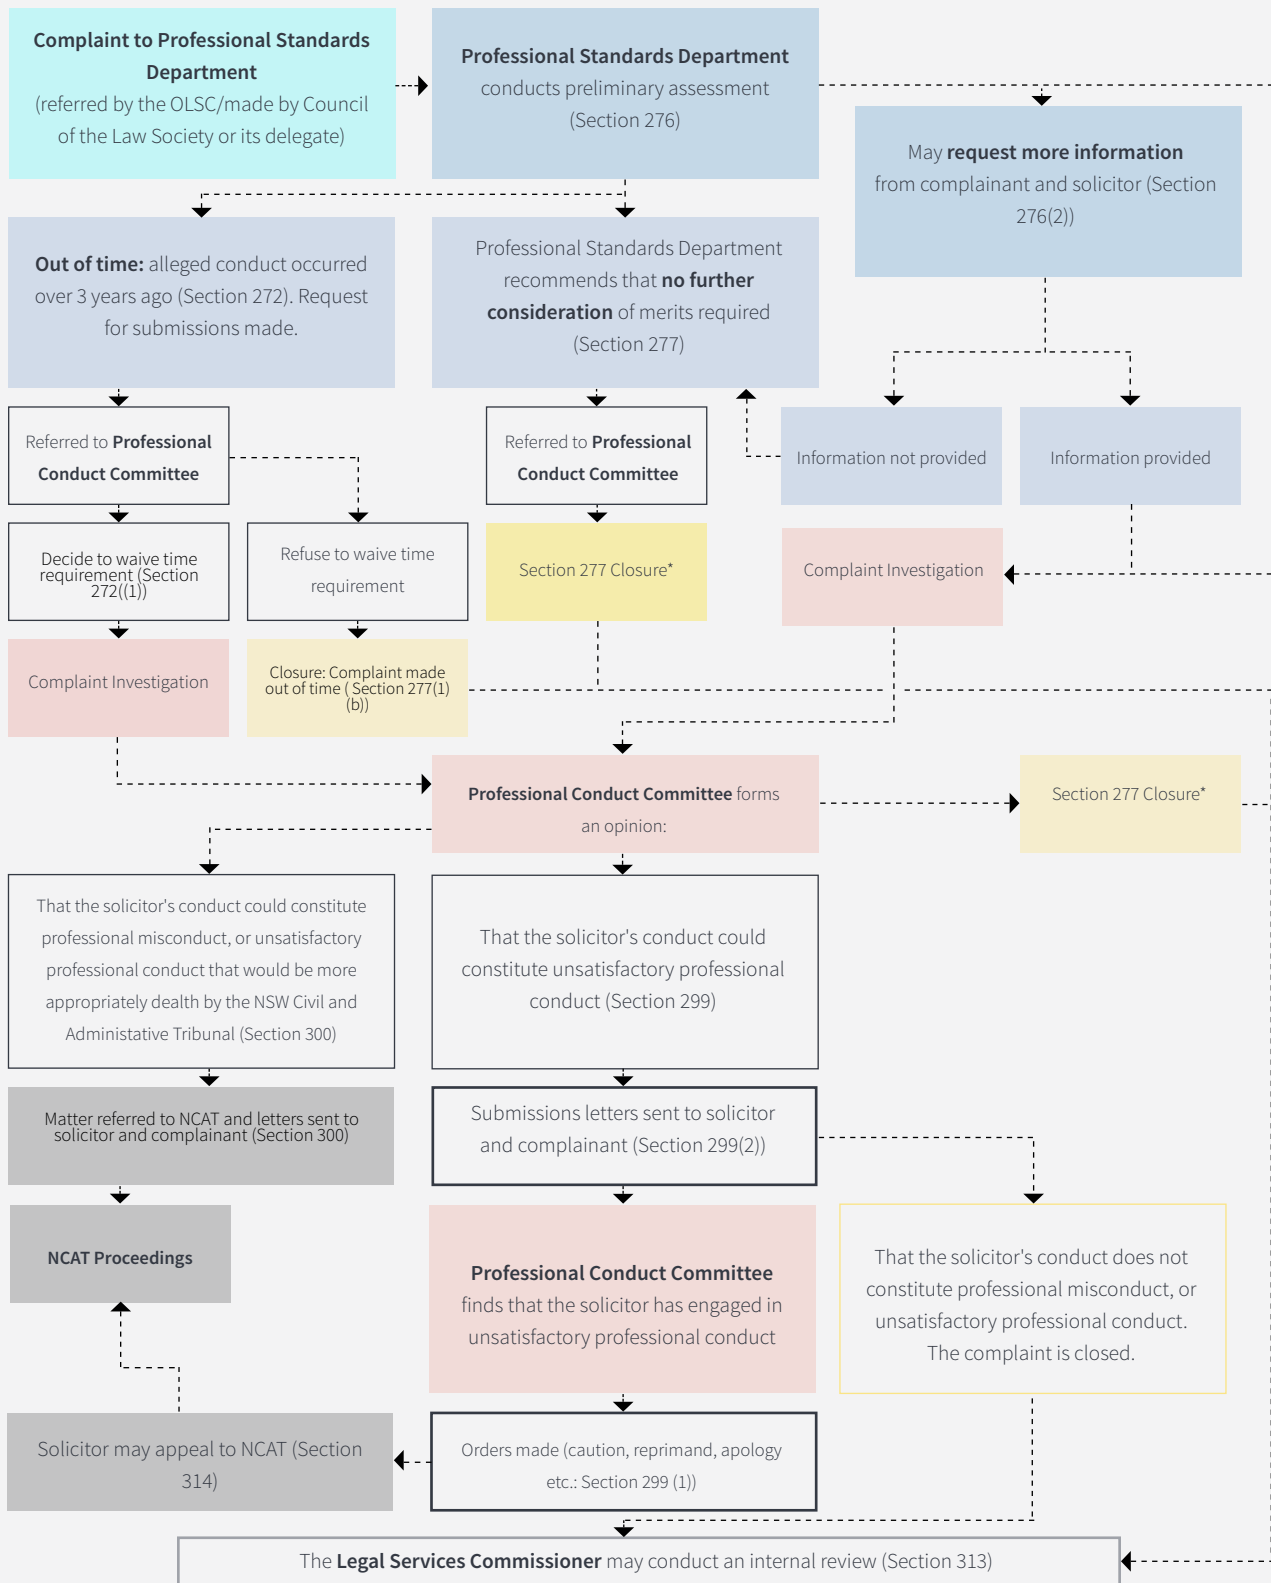 Complaint to Professional Standards
Department
(referred by the OLSC/made by Council
of the Law Society or its delegate)
Professional Standards Department
conducts preliminary assessment
(Section 276)
May request more information
from complainant and solicitor (Section
276(2))
Out of time: alleged conduct occurred
over 3 years ago (Section 272). Request
for submissions made.
Professional Standards Department
recommends that no further
consideration of merits required
(Section 277)
Referred to Professional
Conduct Committee
Referred to Professional
Conduct Committee
Information not provided
Information provided
Decide to waive time
requirement (Section
272((1))
Refuse to waive time
requirement
Section 277 Closure*
Complaint Investigation
Complaint Investigation
Closure: Complaint made
out of time ( Section 277(1)
(b))
Professional Conduct Committee forms
an opinion:
Section 277 Closure*
That the solicitor's conduct could constitute
professional misconduct, or unsatisfactory
professional conduct that would be more
appropriately dealth by the NSW Civil and
Administative Tribunal (Section 300)
That the solicitor's conduct could
constitute unsatisfactory professional
conduct (Section 299)
Matter referred to NCAT and letters sent to
solicitor and complainant (Section 300)
Submissions letters sent to solicitor
and complainant (Section 299(2))
NCAT Proceedings
Professional Conduct Committee
finds that the solicitor has engaged in
unsatisfactory professional conduct
That the solicitor's conduct does not
constitute professional misconduct, or
unsatisfactory professional conduct.
The complaint is closed.
Solicitor may appeal to NCAT (Section
314)
Orders made (caution, reprimand, apology
etc.: Section 299 (1))
The Legal Services Commissioner may conduct an internal review (Section 313)